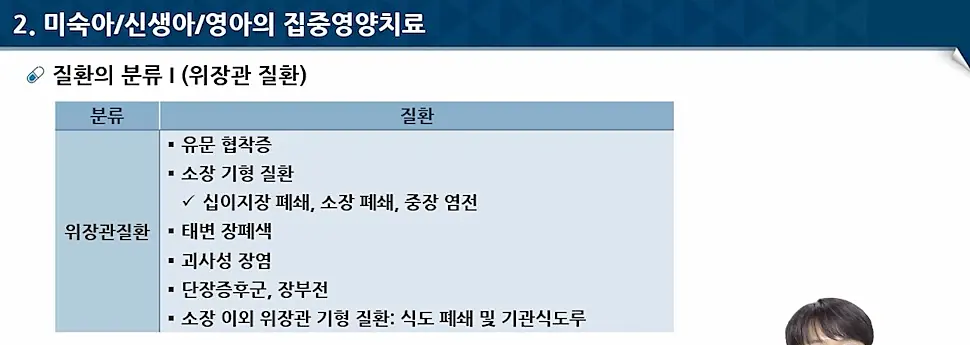 2. 미숙아/신생아/영아의 집중영양치료
질환의 분류 I (위장관 질환)
분류 질환
위장관질환
▪ 유문 협착증
▪ 소장 기형 질환
✓ 십이지장 폐쇄, 소장 폐쇄, 중장 염전
▪ 태변 장폐색
▪ 괴사성 장염
▪ 단장증후군, 장부전
▪ 소장 이외 위장관 기형 질환: 식도 폐쇄 및 기관식도루